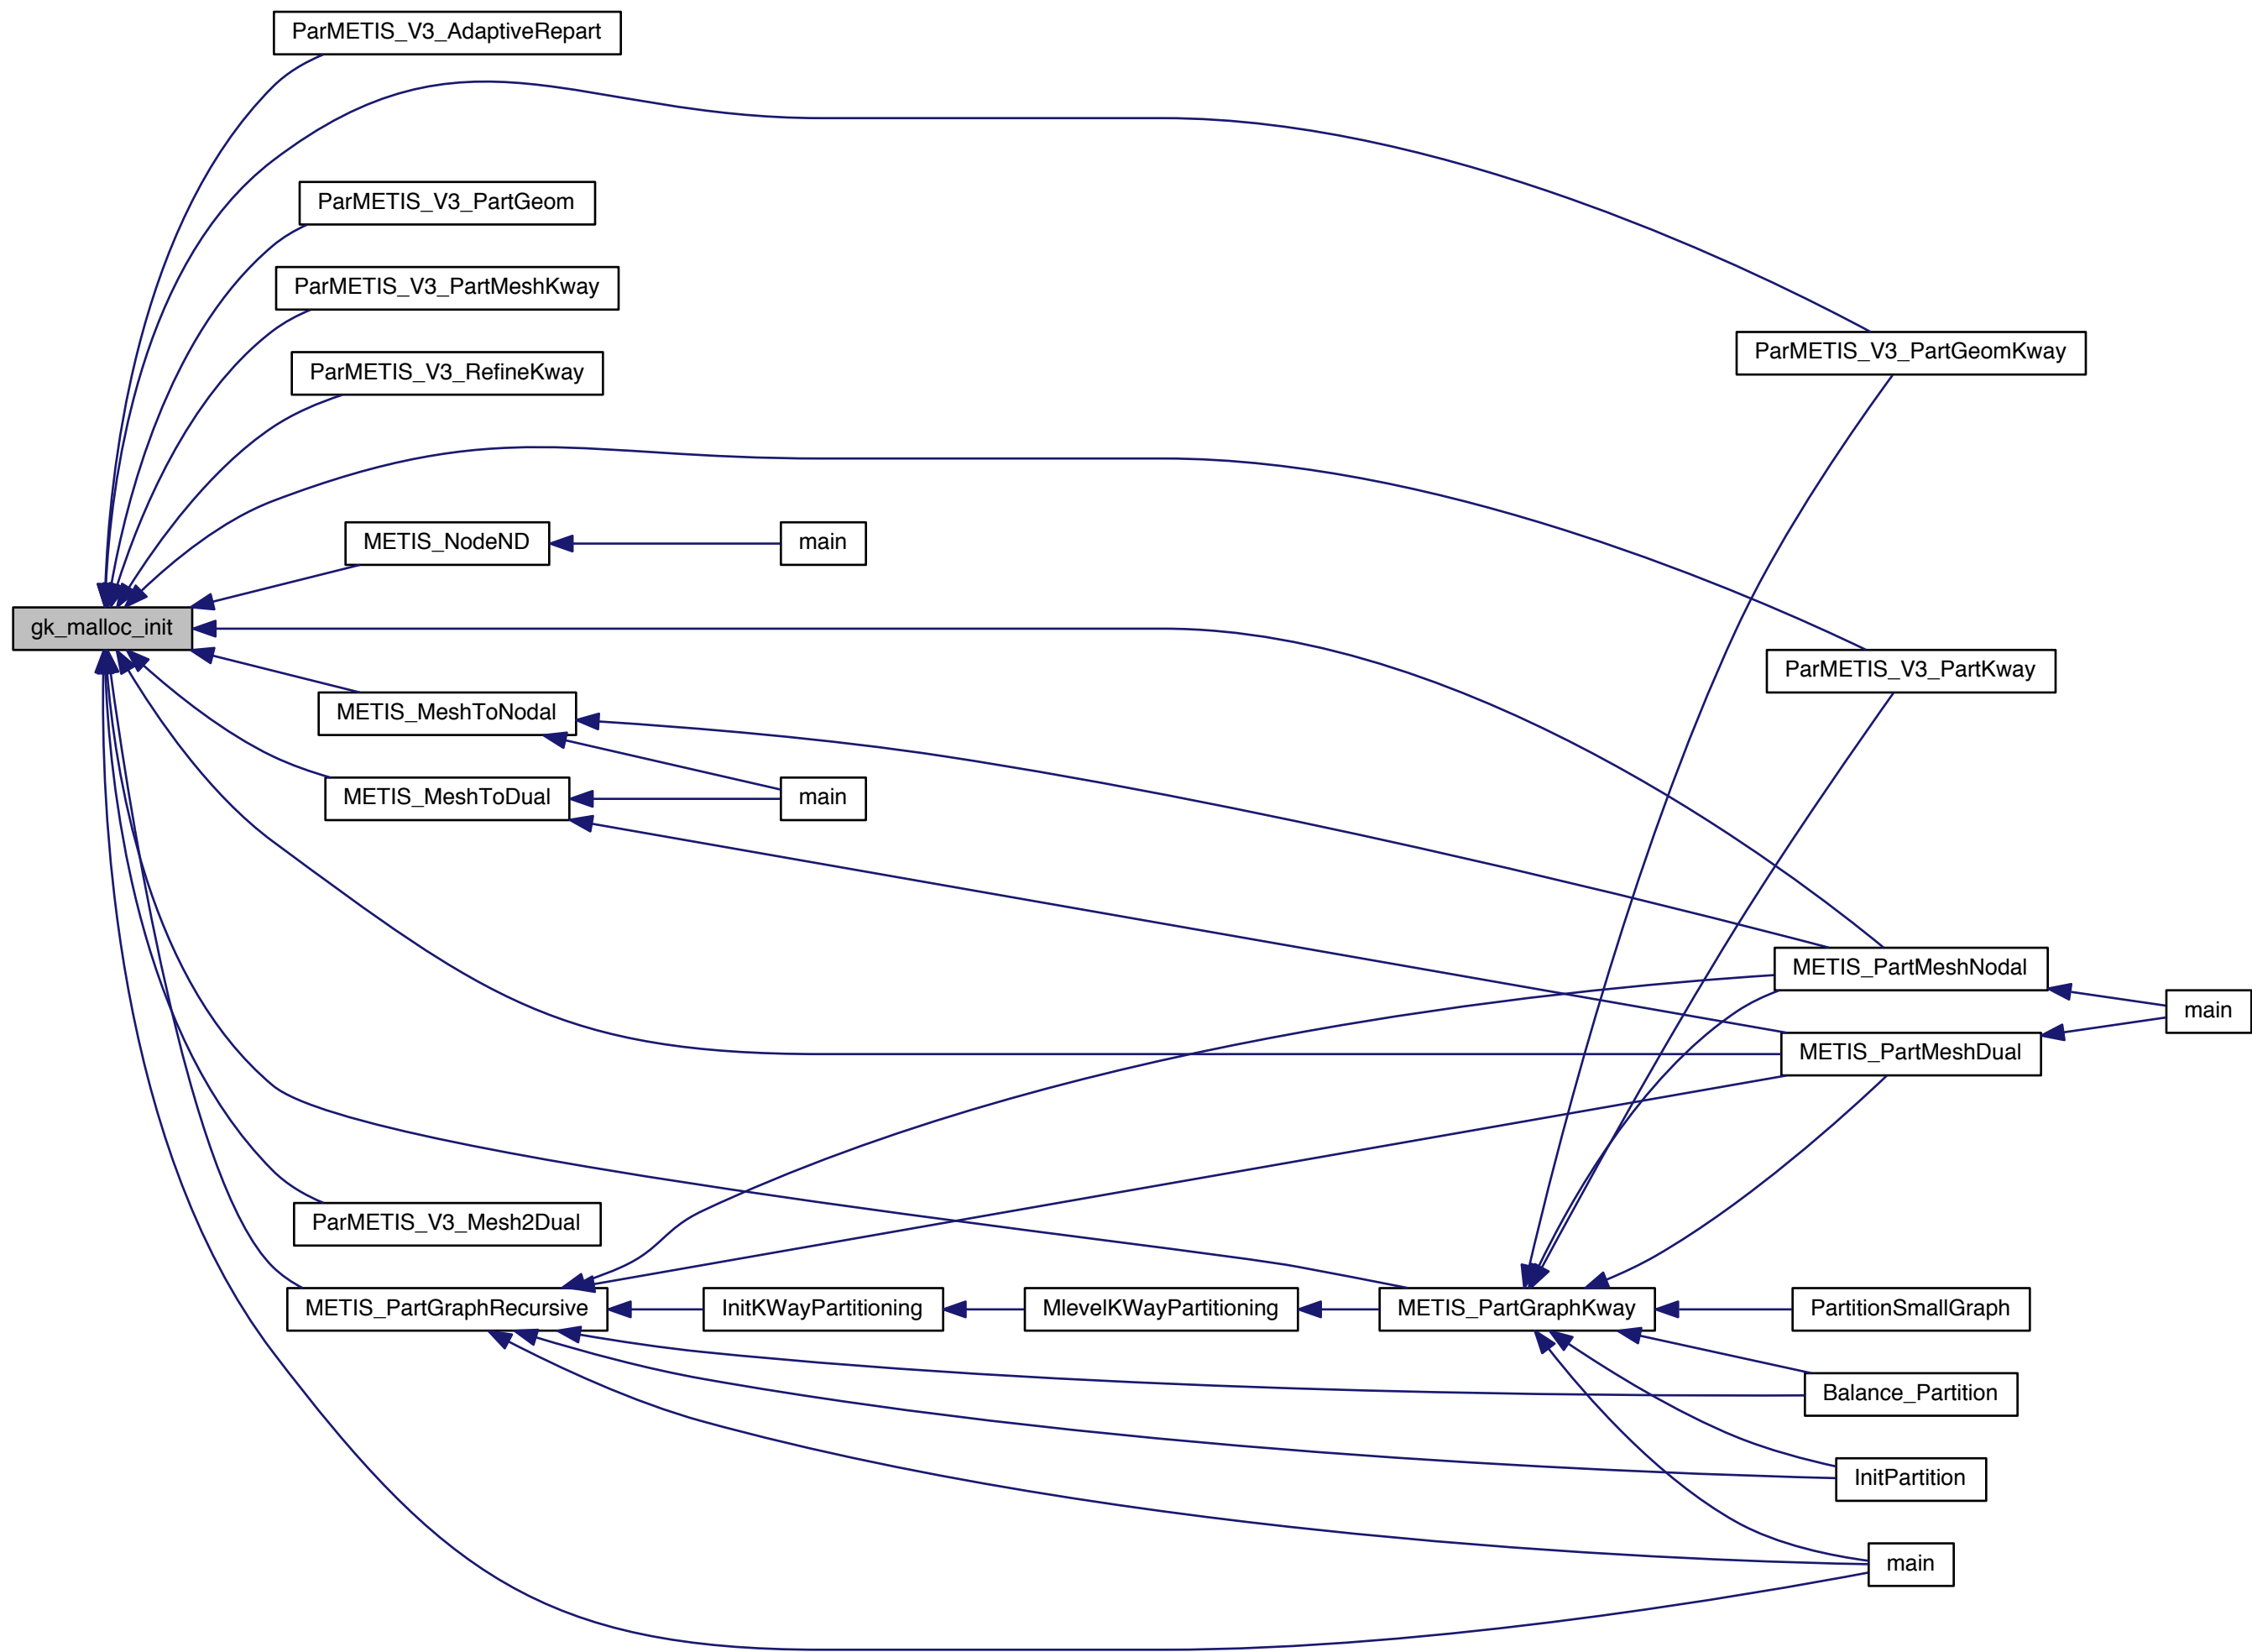 ParMETIS_V3_AdaptiveRepart
ParMETIS_V3_PartGeom
ParMETIS_V3_PartMeshKway
ParMETIS_V3_PartGeomKway
ParMETIS_V3_RefineKway
METIS_NodeND
main
gk_malloc_init
ParMETIS_V3_PartKway
METIS_MeshToNodal
METIS_MeshToDual
main
METIS_PartMeshNodal
main
METIS_PartMeshDual
ParMETIS_V3_Mesh2Dual
METIS_PartGraphRecursive
InitKWayPartitioning
MlevelKWayPartitioning
METIS_PartGraphKway
PartitionSmallGraph
Balance_Partition
InitPartition
main